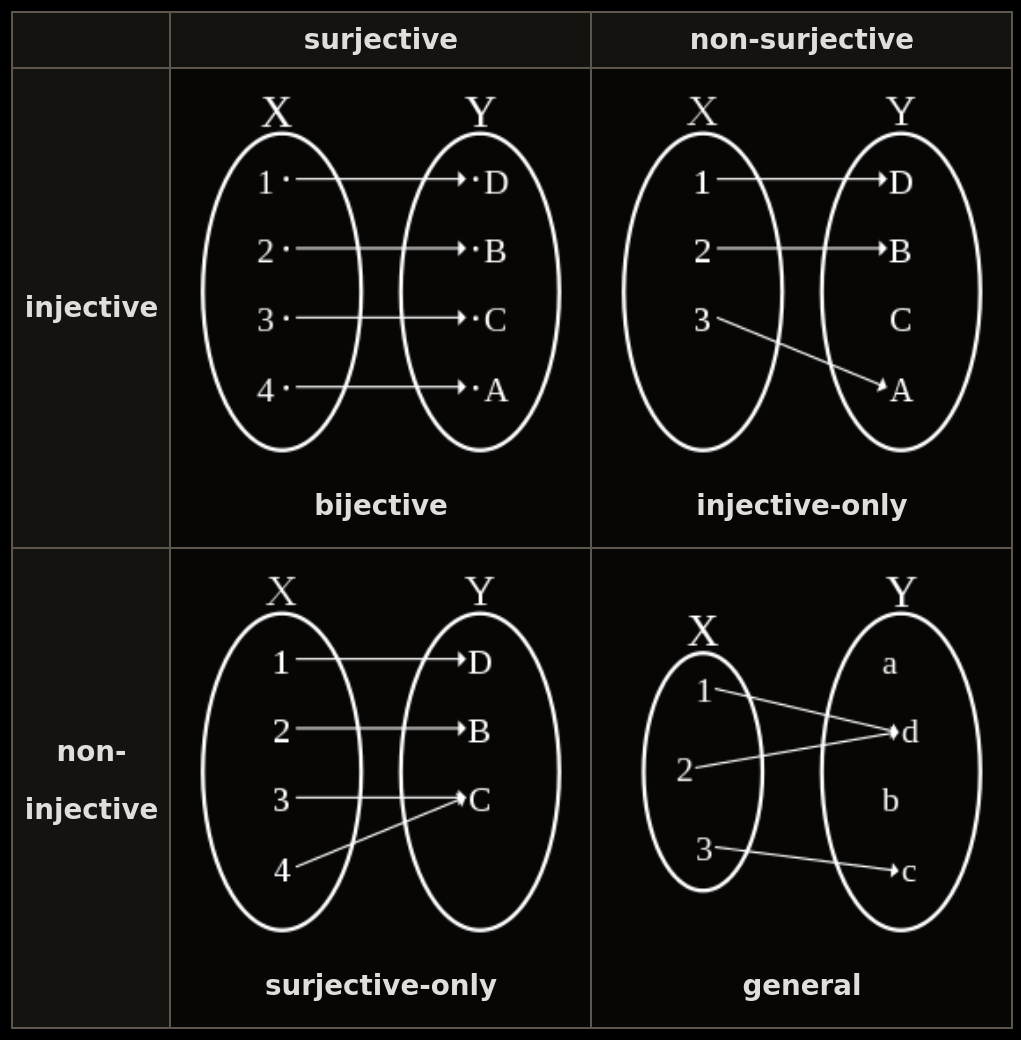 surjective non-surjective
injective
X Y
1 · · D
2 · · B
3 · · C
4 · · A
bijective
X Y
1 D
2 B
3 C
A
injective-only
non-
injective
X Y
1 D
2 B
3 C
4
surjective-only
Y
X
a
1
d
2
b
3
c
general